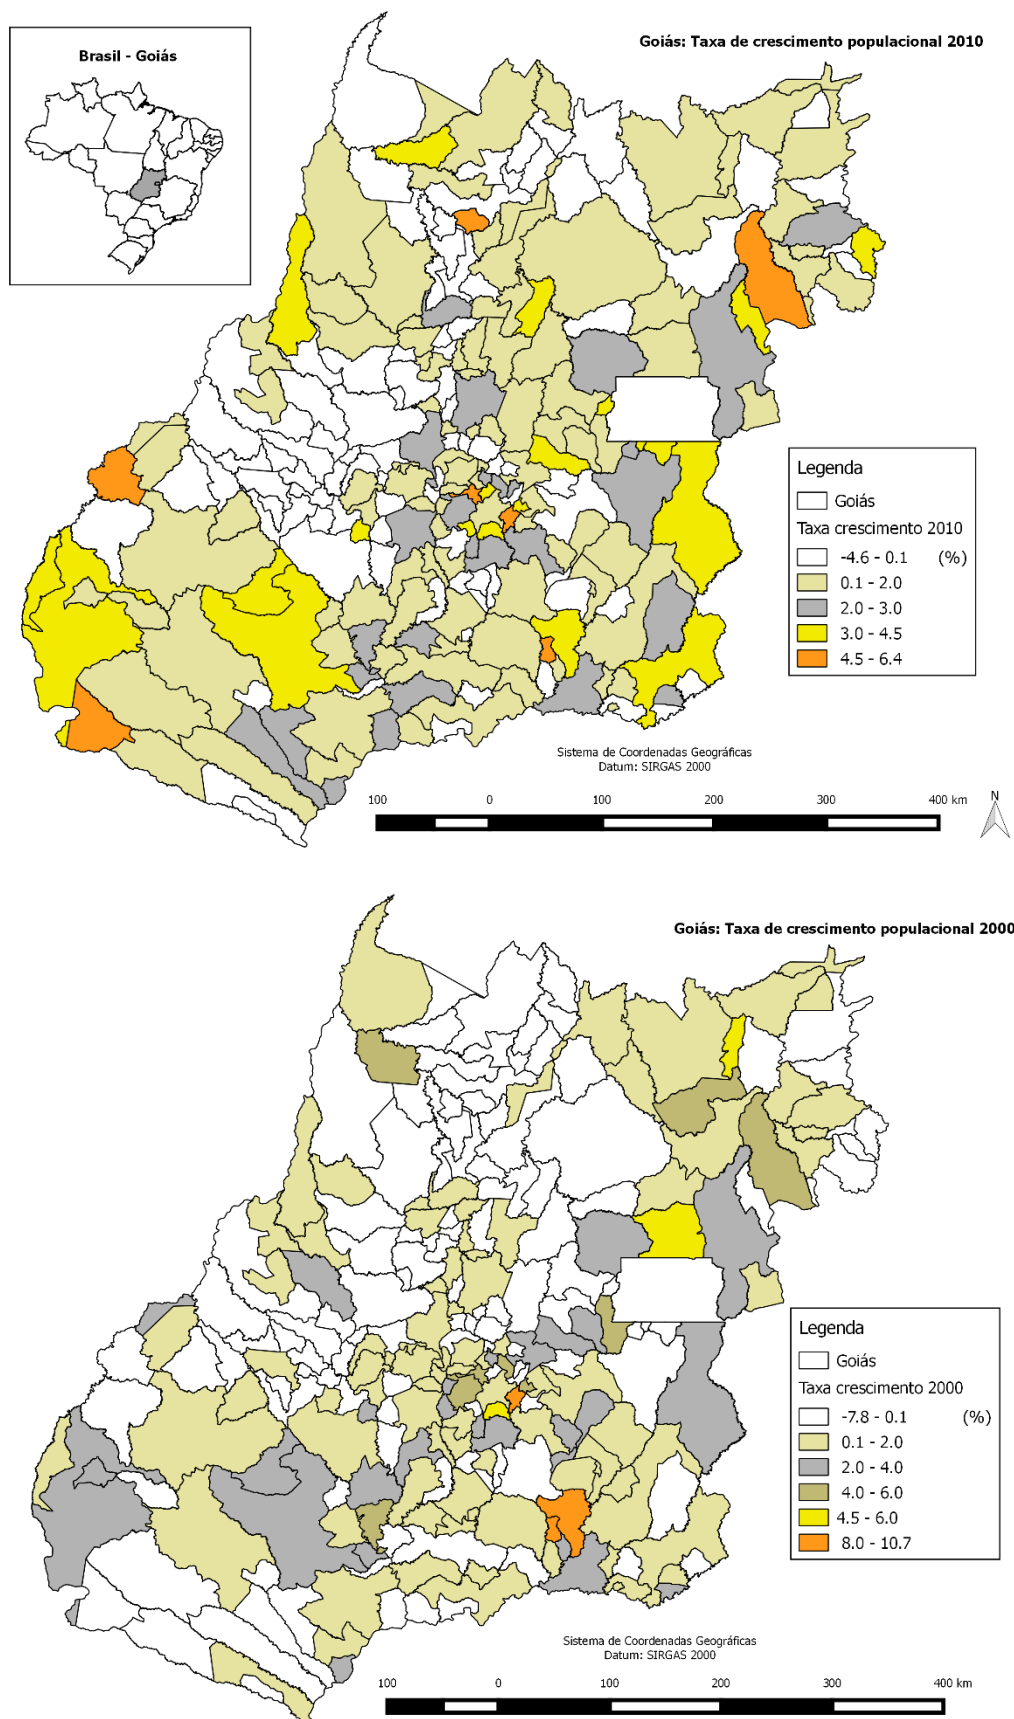 Brasil - Goiás
Goiás: Taxa de crescimento populacional 2010
Legenda
Goiás
Taxa crescimento 2010
-4.6 - 0.1 (%)
0.1 - 2.0
2.0 - 3.0
3.0 - 4.5
4.5 - 6.4
Sistema de Coordenadas Geográficas
Datum: SIRGAS 2000
100 0 100 200 300 400 km
N
Goiás: Taxa de crescimento populacional 2000
Legenda
Goiás
Taxa crescimento 2000
-7.8 - 0.1 (%)
0.1 - 2.0
2.0 - 4.0
4.0 - 6.0
4.5 - 6.0
8.0 - 10.7
Sistema de Coordenadas Geográficas
Datum: SIRGAS 2000
100 0 100 200 300 400 km